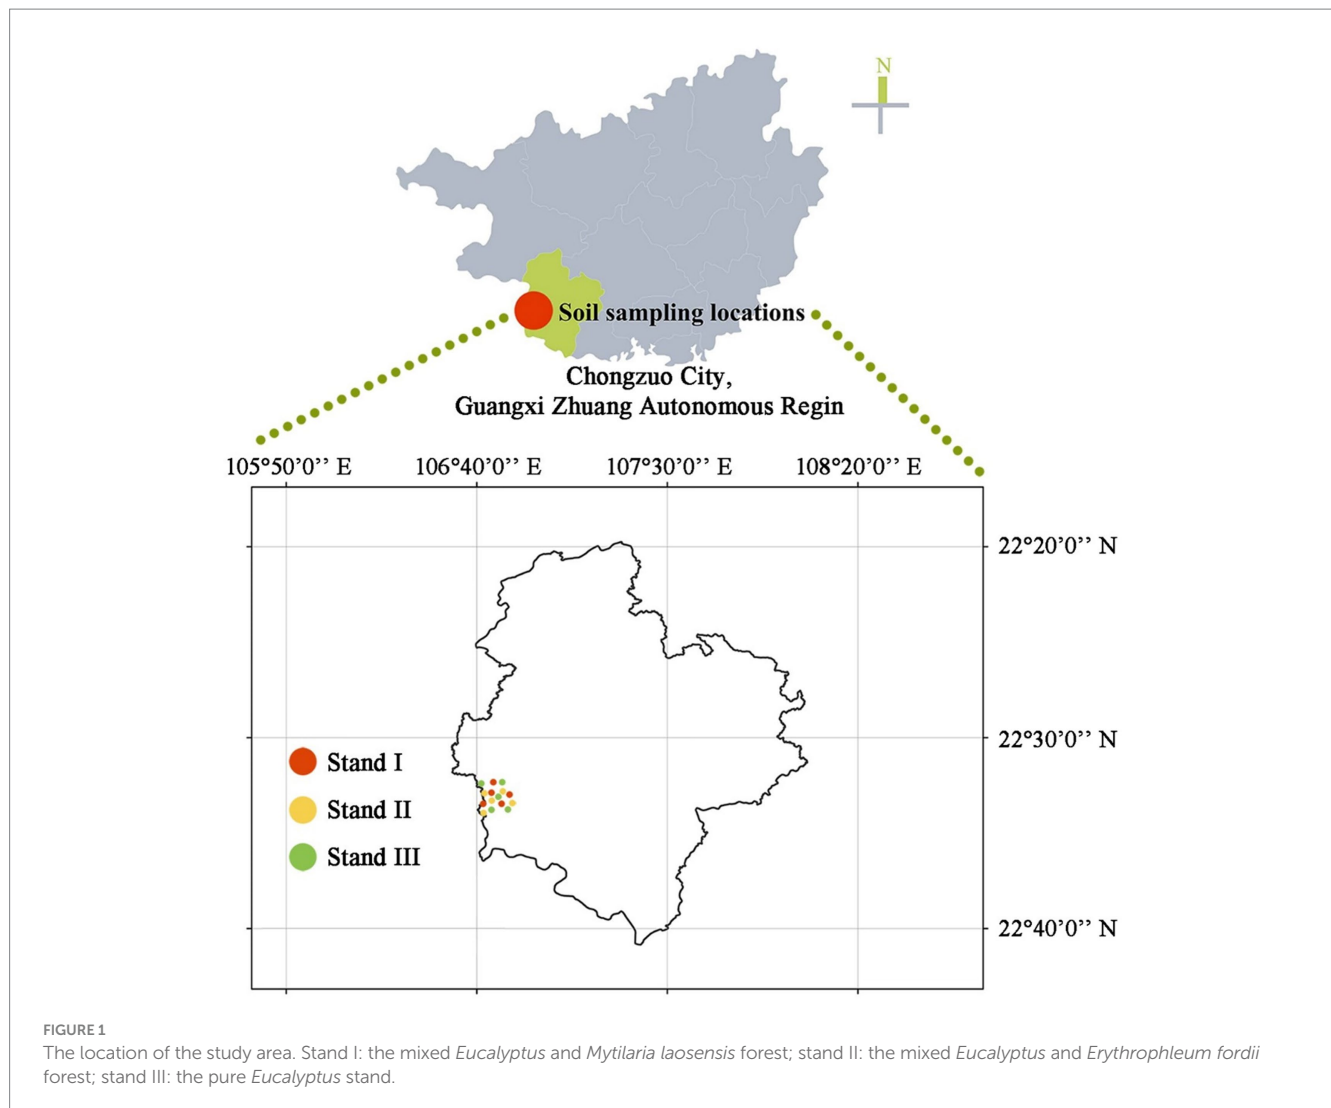 N
Soil sampling locations
Chongzuo City,
Guangxi Zhuang Autonomous Regin
105°50'0'' E 106°40'0'' E 107°30'0'' E 108°20'0'' E
22°20'0'' N
22°30'0'' N
Stand I
Stand II
Stand III
22°40'0'' N
FIGURE 1
The location of the study area. Stand I: the mixed Eucalyptus and Mytilaria laosensis forest; stand II: the mixed Eucalyptus and Erythrophleum fordii
forest; stand III: the pure Eucalyptus stand.